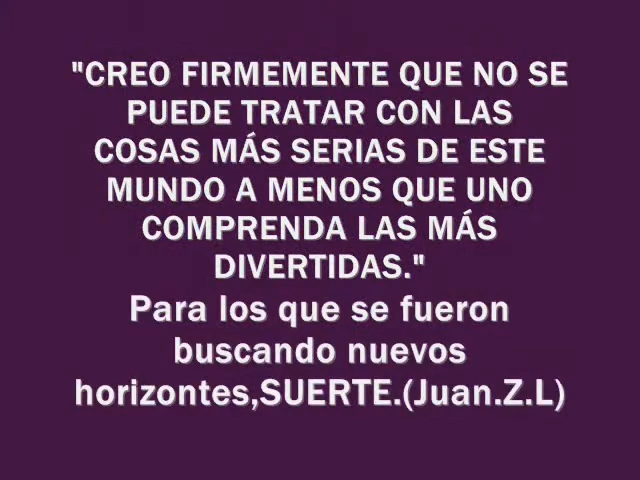 "CREO FIRMEMENTE QUE NO SE
PUEDE TRATAR CON LAS
COSAS MÁS SERIAS DE ESTE
MUNDO A MENOS QUE UNO
COMPRENDA LAS MÁS
DIVERTIDAS."
Para los que se fueron
buscando nuevos
horizontes,SUERTE.(Juan.Z.L)